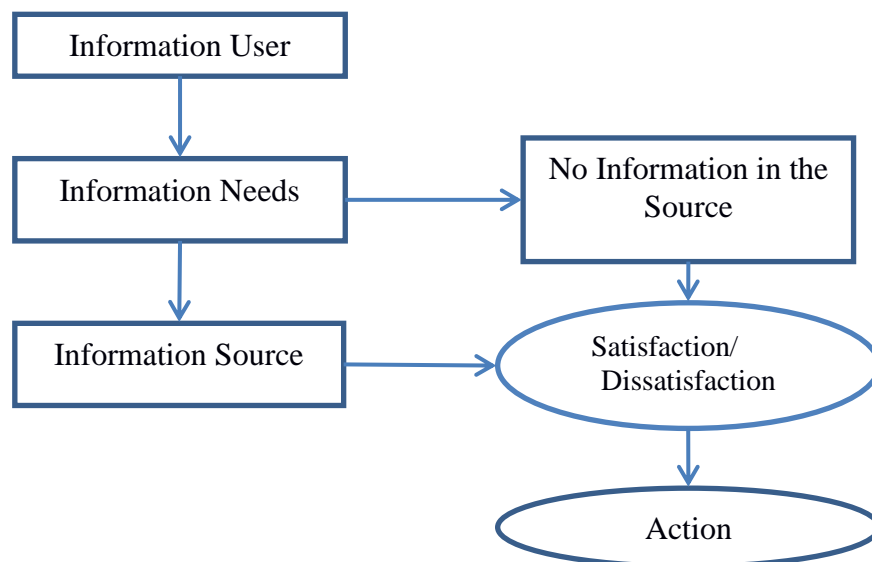 Information User
Information Needs
No Information in the
Source
Information Source
Satisfaction/
Dissatisfaction
Action